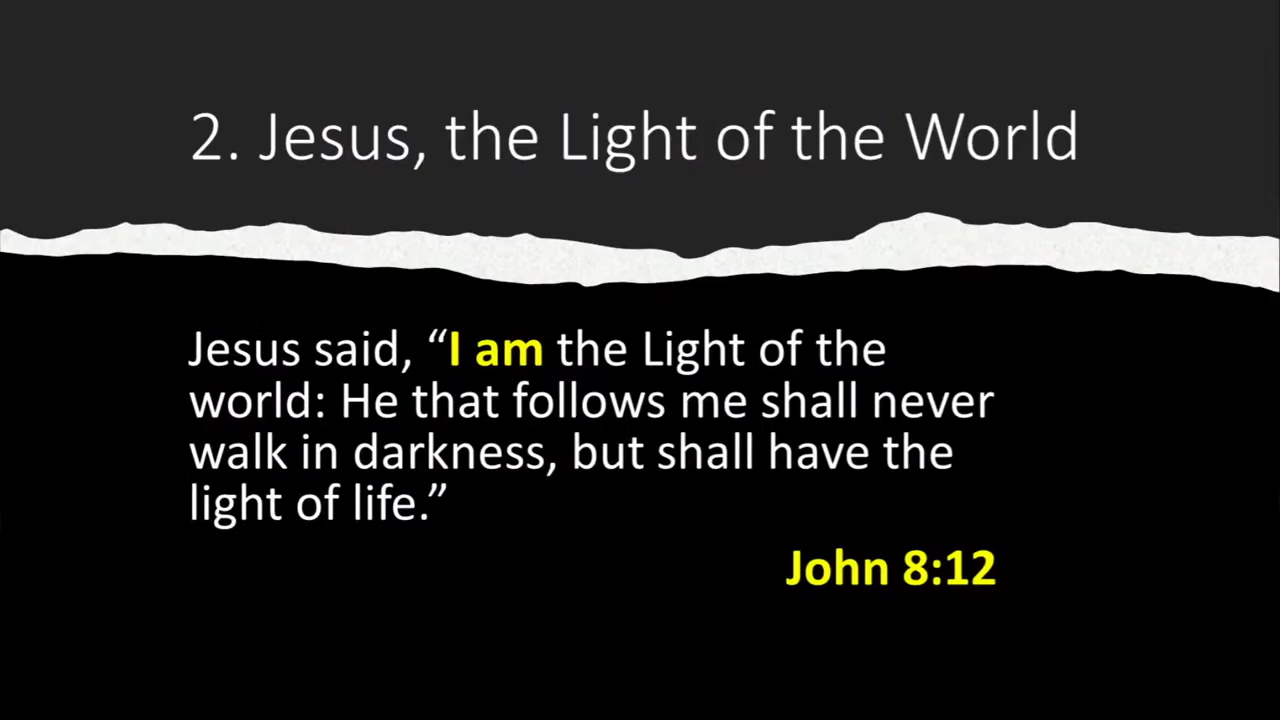 2. Jesus, the Light of the World
Jesus said, “I am the Light of the
world: He that follows me shall never
walk in darkness, but shall have the
light of life.”
John 8:12